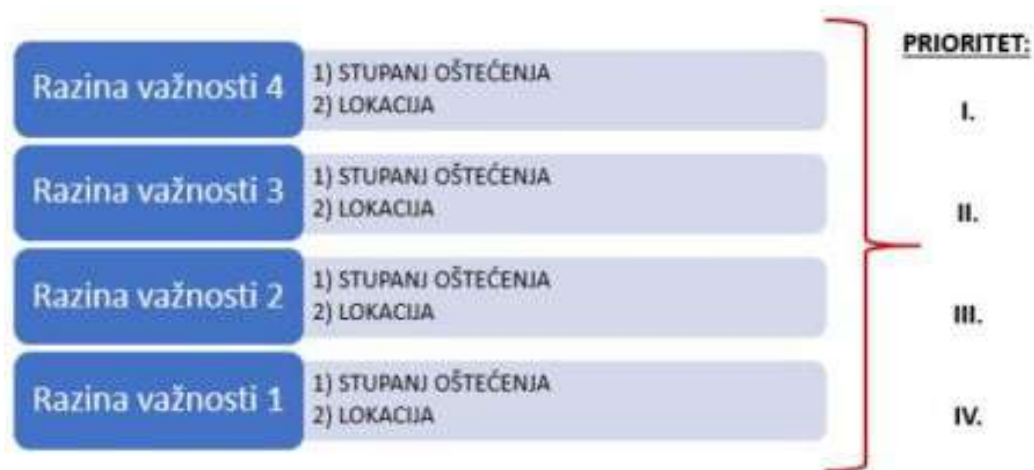 PRIORITET:
Razina važnosti 4
1) STUPANJ OŠTEĆENJA
2) LOKACIJA
I.
Razina važnosti 3
1) STUPANJ OŠTEĆENJA
2) LOKACIJA
II.
Razina važnosti 2
1) STUPANJ OŠTEĆENJA
2) LOKACIJA
III.
Razina važnosti 1
1) STUPANJ OŠTEĆENJA
2) LOKACIJA
IV.